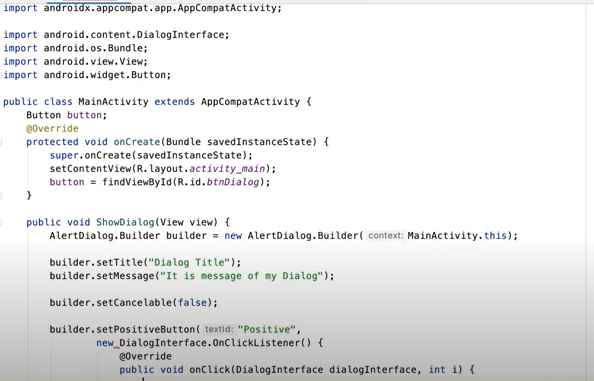 import androidx.appcompat.app.AppCompatActivity;
import android.content.DialogInterface;
import android.os.Bundle;
import android.view.View;
import android.widget.Button;
public class MainActivity extends AppCompatActivity {
Button button;
@Override
protected void onCreate(Bundle savedInstanceState) {
super.onCreate(savedInstanceState);
setContentView(R.layout.activity_main);
button = findViewById(R.id.btnDialog);
}
public void ShowDialog(View view) {
AlertDialog.Builder builder = new AlertDialog.Builder( context: MainActivity.this);
builder.setTitle("Dialog Title");
builder.setMessage("It is message of my Dialog");
builder.setCancelable(false);
builder.setPositiveButton( textId: "Positive",
new DialogInterface.OnClickListener() {
@Override
public void onClick(DialogInterface dialogInterface, int i) {